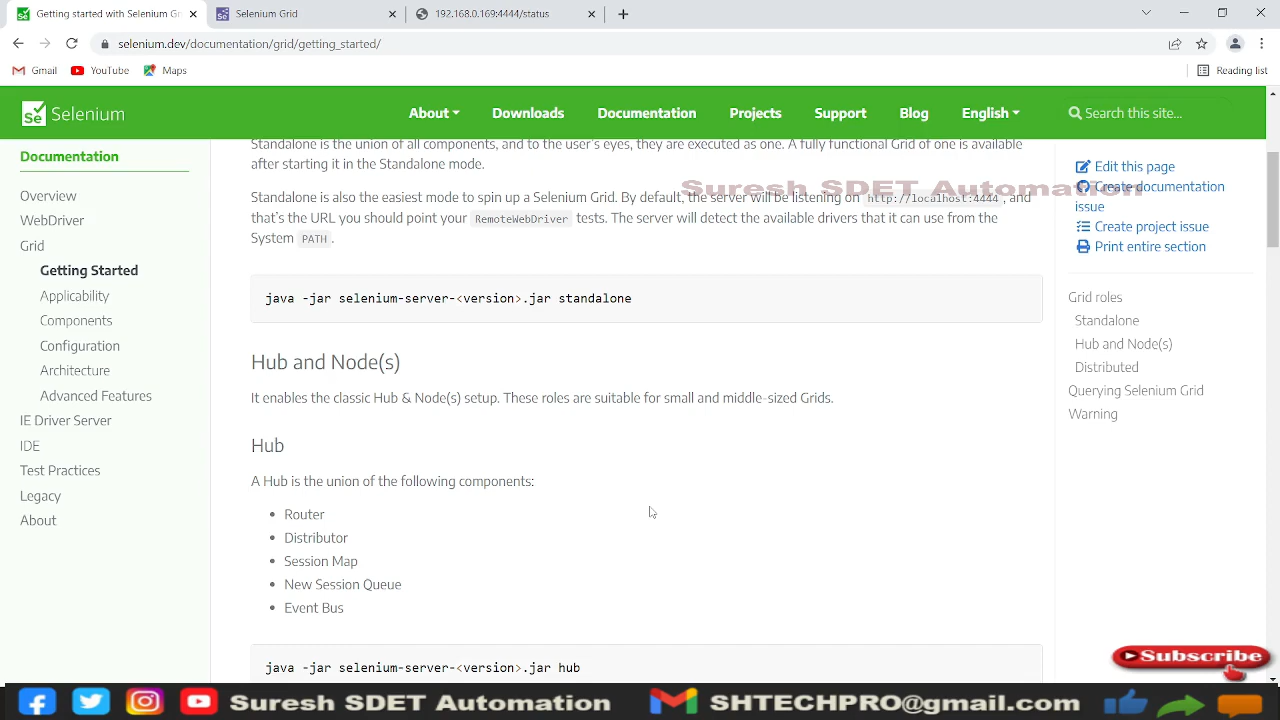 Getting started with Selenium Gr
Selenium Grid
192.168.0.169:4444/status
selenium.dev/documentation/grid/getting_started/
Gmail
YouTube
Maps
Reading list
Se Selenium
About
Downloads
Documentation
Projects
Support
Blog
English
Search this site...
Documentation
Overview
WebDriver
Grid
Getting Started
Applicability
Components
Configuration
Architecture
Advanced Features
IE Driver Server
IDE
Test Practices
Legacy
About
Standalone is the union of all components, and to the user's eyes, they are executed as one. A fully functional Grid of one is available
after starting it in the Standalone mode.
Standalone is also the easiest mode to spin up a Selenium Grid. By default, the server will be listening on http://localhost:4444, and
that's the URL you should point your RemoteWebDriver tests. The server will detect the available drivers that it can use from the
System PATH.
java -jar selenium-server-<version>.jar standalone
Hub and Node(s)
It enables the classic Hub & Node(s) setup. These roles are suitable for small and middle-sized Grids.
Hub
A Hub is the union of the following components:
Router
Distributor
Session Map
New Session Queue
Event Bus
java -jar selenium-server-<version>.jar hub
Suresh SDET Automation
Edit this page
Create documentation
issue
Create project issue
Print entire section
Grid roles
Standalone
Hub and Node(s)
Distributed
Querying Selenium Grid
Warning
Subscribe
Suresh SDET Automation
SHTECHPRO@gmail.com